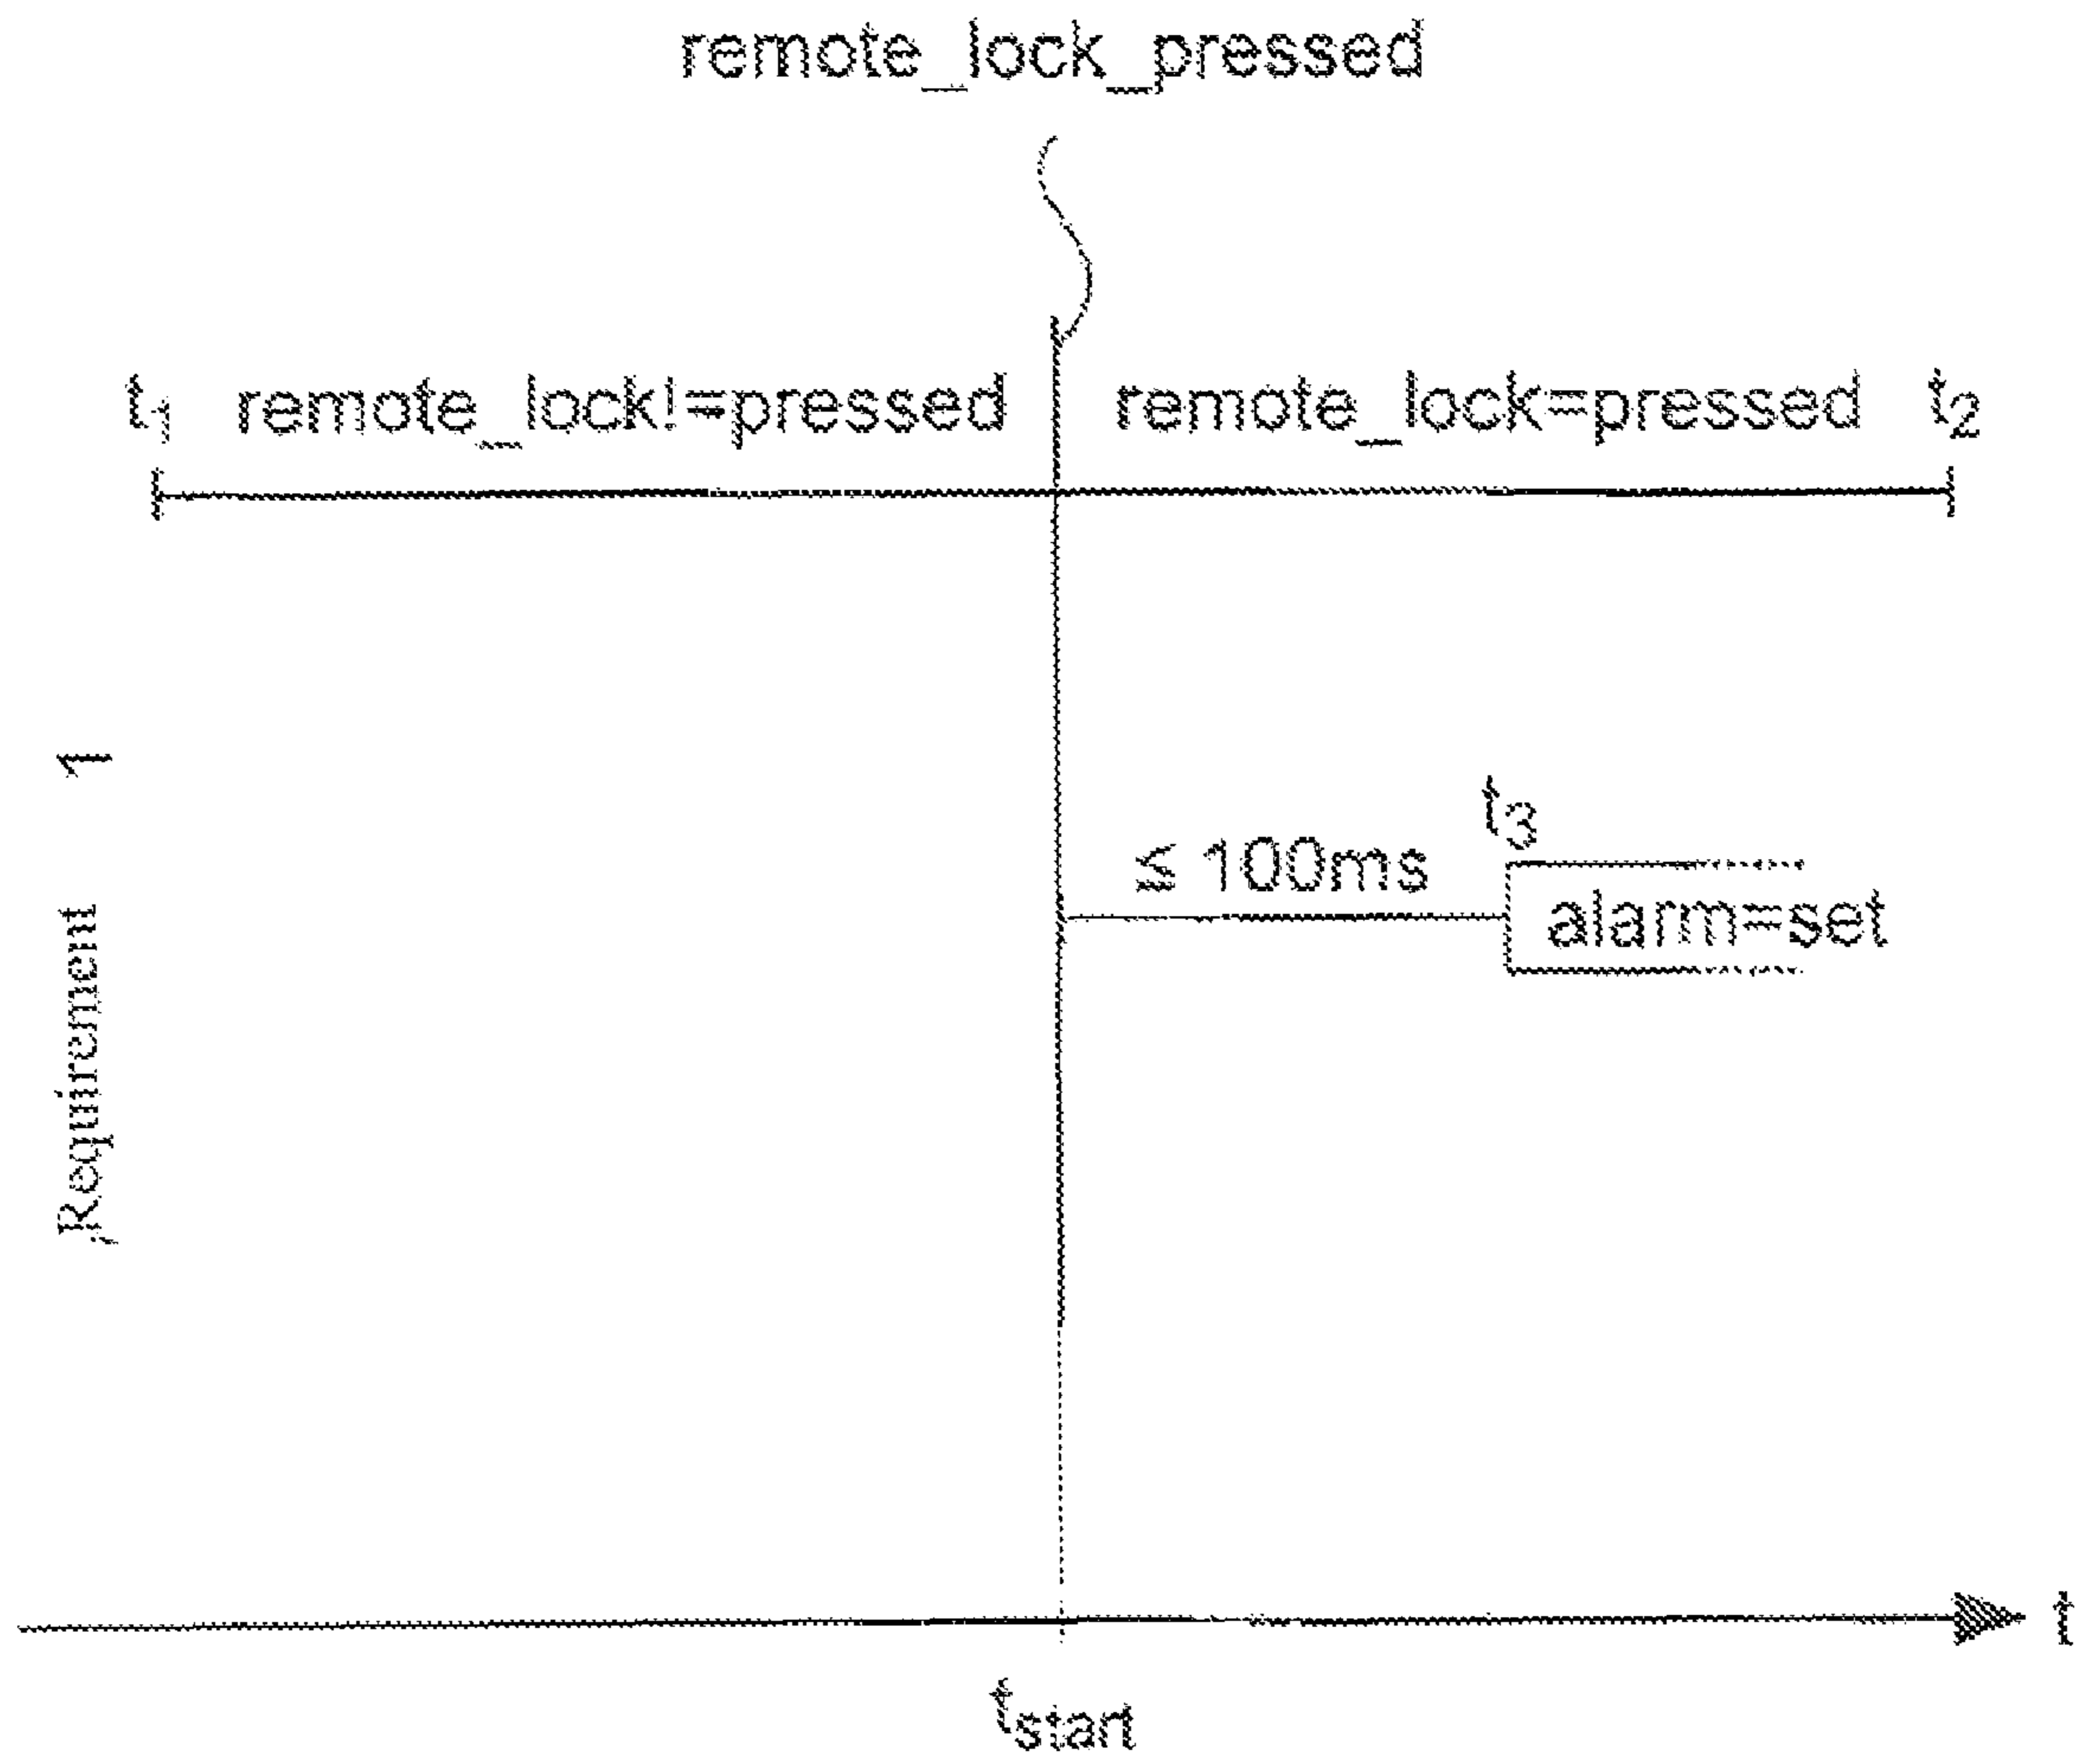 remote_lock_pressed
t1 remote_lock!=pressed remote_lock=pressed t2
Requirement 1
t3
≦ 100ms
alarm=set
t
tstart